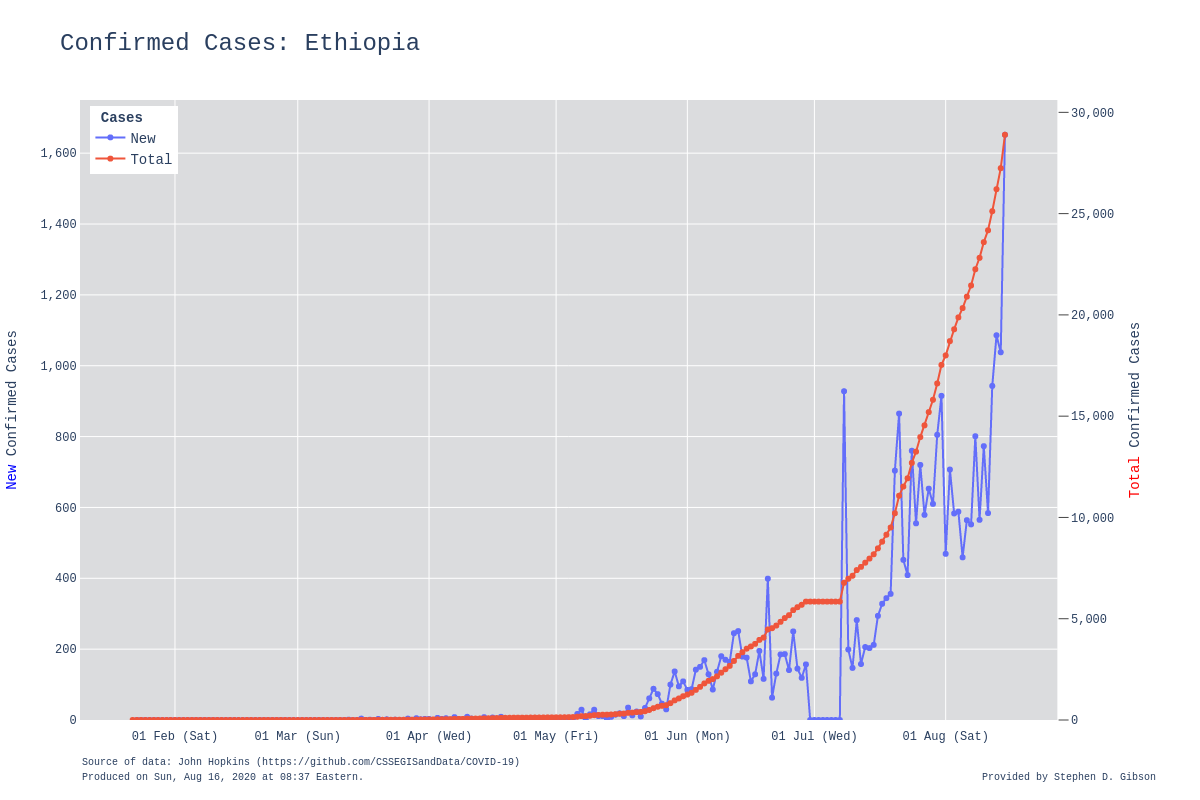 Confirmed Cases: Ethiopia
Cases
New
Total
1,600
1,400
1,200
1,000
800
600
400
200
0
30,000
25,000
20,000
15,000
10,000
5,000
0
New Confirmed Cases
Total Confirmed Cases
01 Feb (Sat)
01 Mar (Sun)
01 Apr (Wed)
01 May (Fri)
01 Jun (Mon)
01 Jul (Wed)
01 Aug (Sat)
Source of data: John Hopkins (https://github.com/CSSEGISandData/COVID-19)
Produced on Sun, Aug 16, 2020 at 08:37 Eastern.
Provided by Stephen D. Gibson